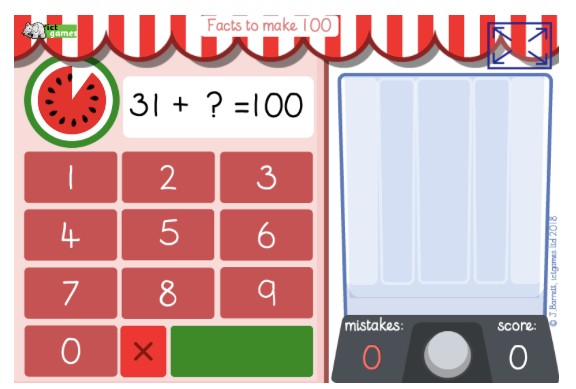 ict
games
Facts to make 100
31 + ? =100
1 2 3
4 5 6
7 8 9
0 ×
mistakes: score:
0 0
© J.Barrett, ictgames ltd 2018